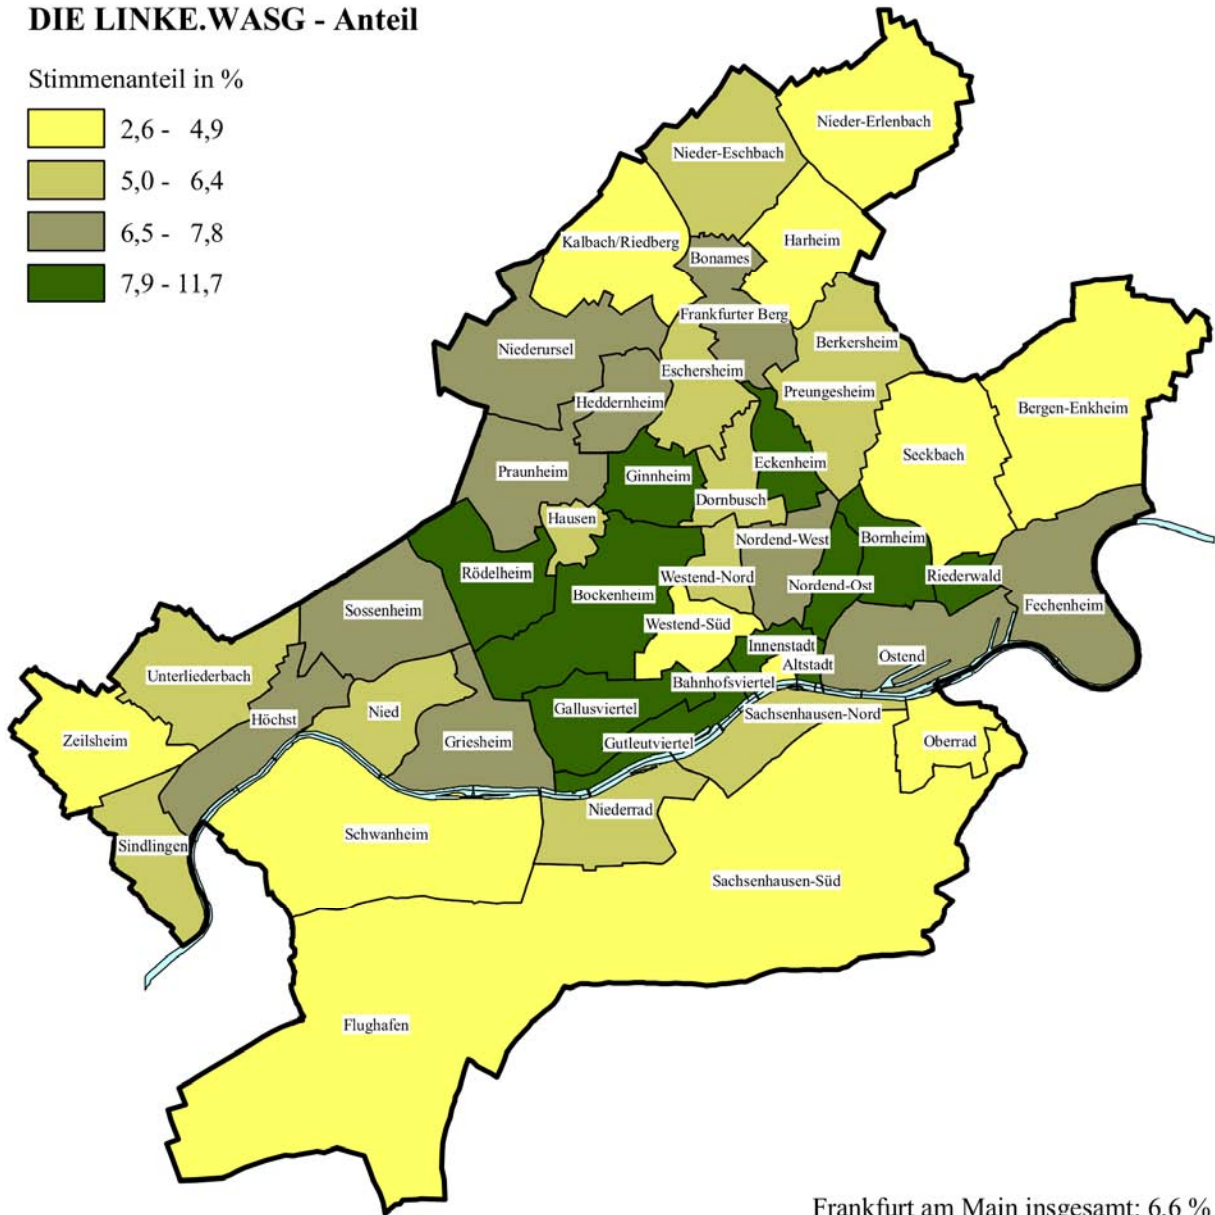 DIE LINKE.WASG - Anteil
Stimmenanteil in %
2,6 - 4,9
5,0 - 6,4
6,5 - 7,8
7,9 - 11,7
Nieder-Erlenbach
Nieder-Eschbach
Kalbach/Riedberg
Harheim
Bonames
Frankfurter Berg
Berkersheim
Niederursel
Eschersheim
Preungesheim
Heddernheim
Bergen-Enkheim
Seckbach
Eckenheim
Praunheim
Ginnheim
Dornbusch
Hausen
Nordend-West
Bornheim
Rödelheim
Westend-Nord
Riederwald
Nordend-Ost
Bockenheim
Fechenheim
Sossenheim
Westend-Süd
Innenstadt
Ostend
Altstadt
Unterliederbach
Bahnhofsviertel
Gallusviertel
Nied
Sachsenhausen-Nord
Höchst
Zeilsheim
Griesheim
Gutleutviertel
Oberrad
Niederrad
Schwanheim
Sindlingen
Sachsenhausen-Süd
Flughafen
Frankfurt am Main insgesamt: 6,6 %